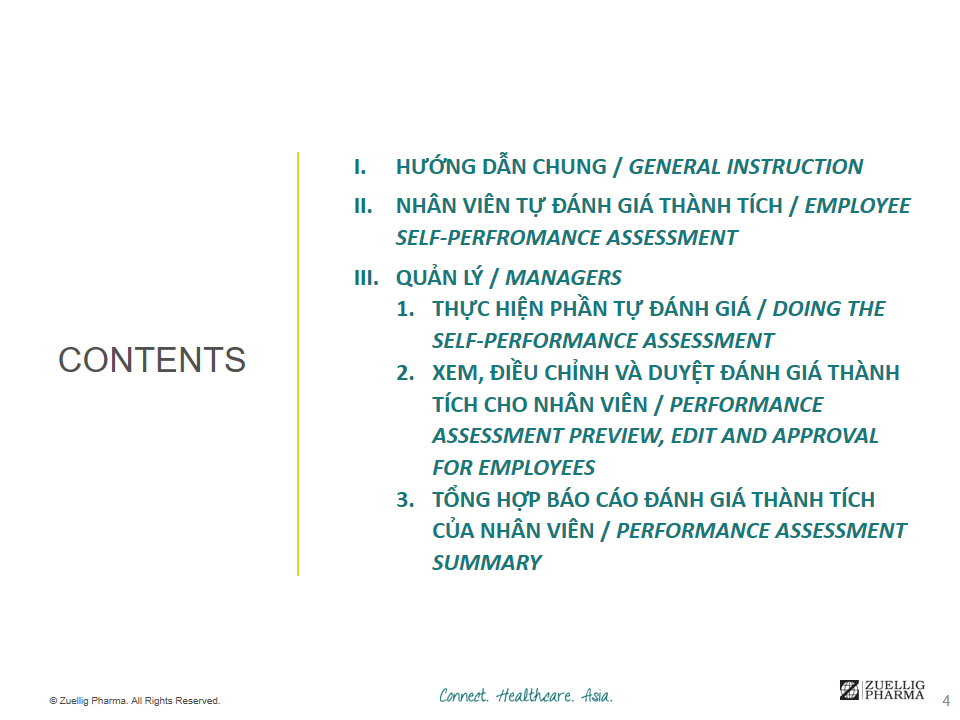 CONTENTS
I. HƯỚNG DẪN CHUNG / GENERAL INSTRUCTION
II. NHÂN VIÊN TỰ ĐÁNH GIÁ THÀNH TÍCH / EMPLOYEE
SELF-PERFROMANCE ASSESSMENT
III. QUẢN LÝ / MANAGERS
1. THỰC HIỆN PHẦN TỰ ĐÁNH GIÁ / DOING THE
SELF-PERFORMANCE ASSESSMENT
2. XEM, ĐIỀU CHỈNH VÀ DUYỆT ĐÁNH GIÁ THÀNH
TÍCH CHO NHÂN VIÊN / PERFORMANCE
ASSESSMENT PREVIEW, EDIT AND APPROVAL
FOR EMPLOYEES
3. TỔNG HỢP BÁO CÁO ĐÁNH GIÁ THÀNH TÍCH
CỦA NHÂN VIÊN / PERFORMANCE ASSESSMENT
SUMMARY
© Zuellig Pharma. All Rights Reserved.
Connect. Healthcare. Asia.
ZUELLIG
PHARMA
4